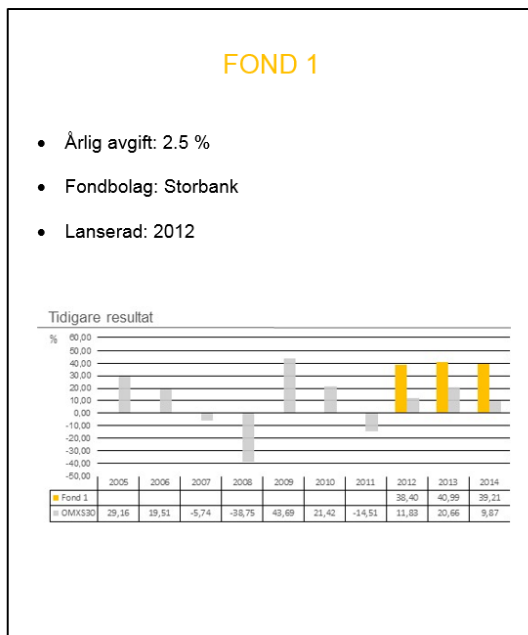 FOND 1
• Årlig avgift: 2.5 %
• Fondbolag: Storbank
• Lanserad: 2012
Tidigare resultat
%
60,00
50,00
40,00
30,00
20,00
10,00
0,00
-10,00
-20,00
-30,00
-40,00
-50,00
2005 2006 2007 2008 2009 2010 2011 2012 2013 2014
Fond 1 38,40 40,99 39,21
OMXS30 29,16 19,51 -5,74 -38,75 43,69 21,42 -14,51 11,83 20,66 9,87